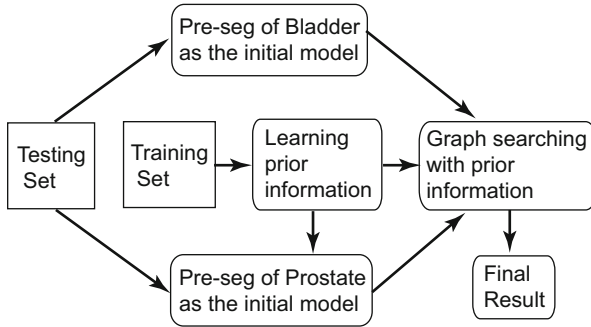 Pre-seg of Bladder
as the initial model
Testing
Set
Training
Set
Learning
prior
information
Graph searching
with prior
information
Pre-seg of Prostate
as the initial model
Final
Result